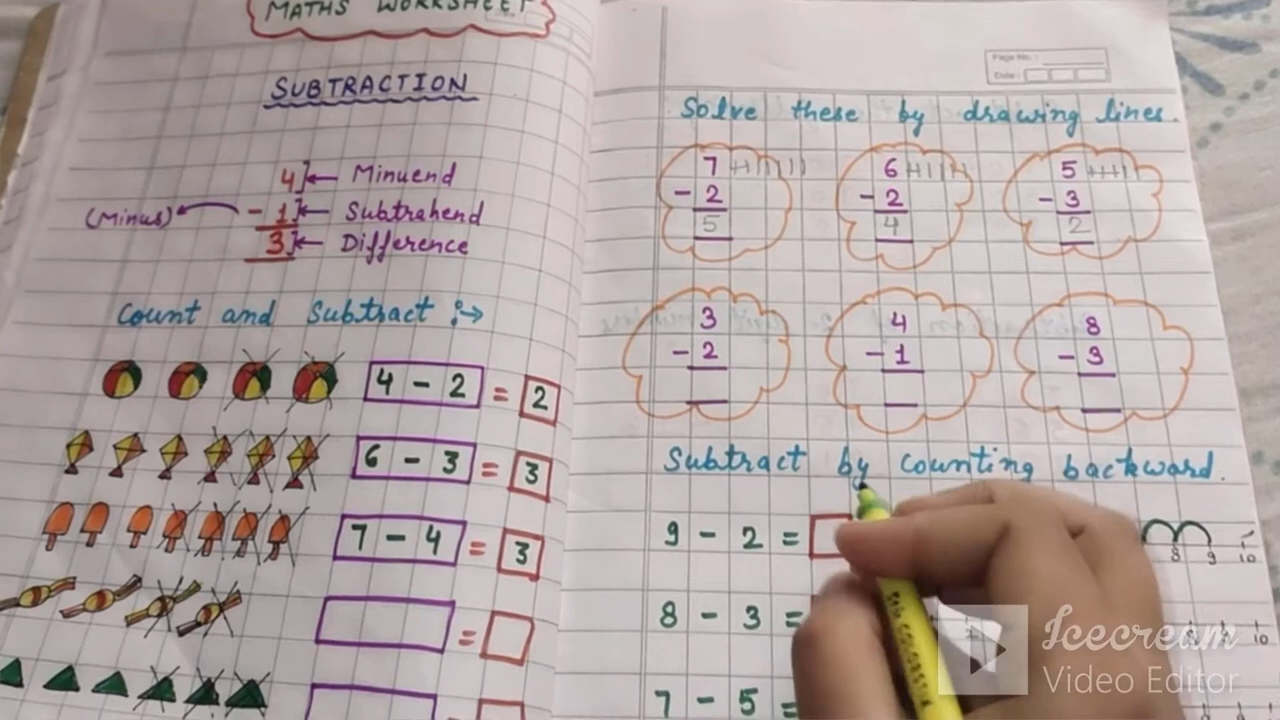 MATHS WORKSHEET
SUBTRACTION
4 ← Minuend
(Minus) ← - 1 ← Subtrahend
3 ← Difference
Count and Subtract :→
4 - 2 = 2
6 - 3 = 3
7 - 4 = 3
=
=
Page No.:
Date:
Solve these by drawing lines.
7 6 5
- 2 - 2 - 3
5 4 2
3 4 8
- 2 - 1 - 3
Subtract by counting backward.
9 - 2 = 8 9 10
8 - 3 = 10
7 - 5 =
Icecream
Video Editor